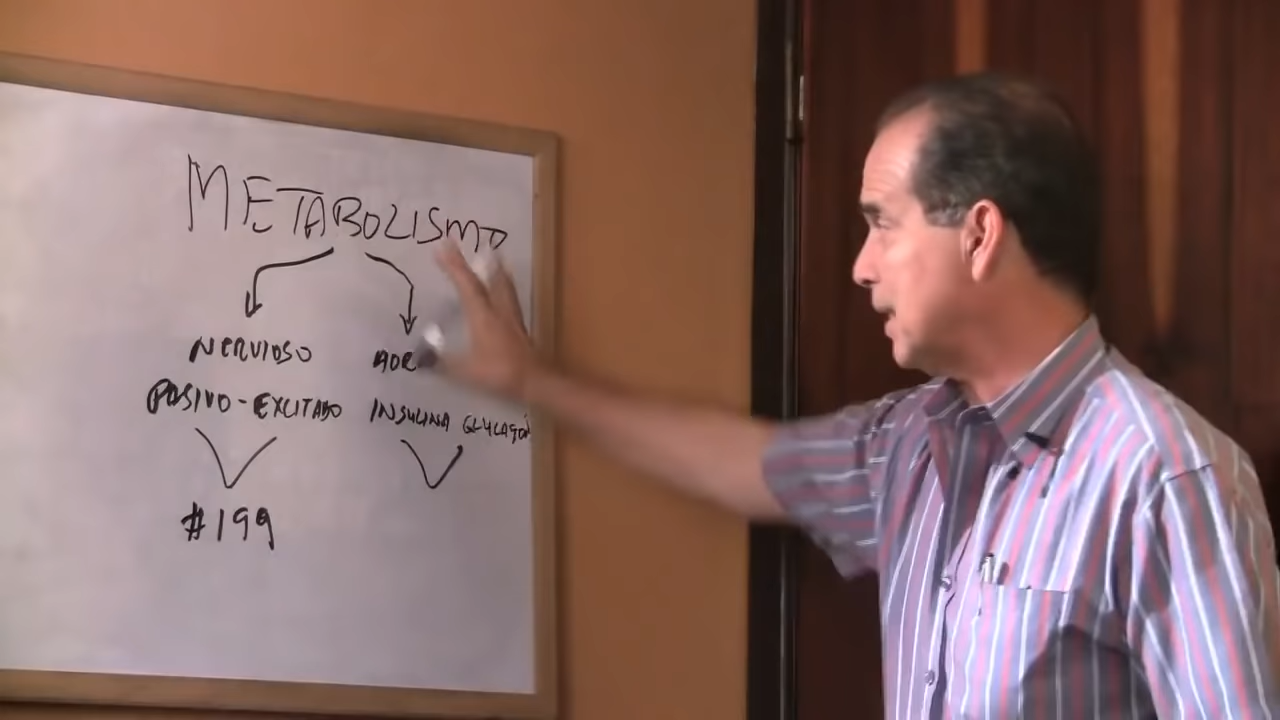 METABOLISMO
NERVIOSO
PASIVO - EXCITADO INSULINA GLUCAGÓN
#199